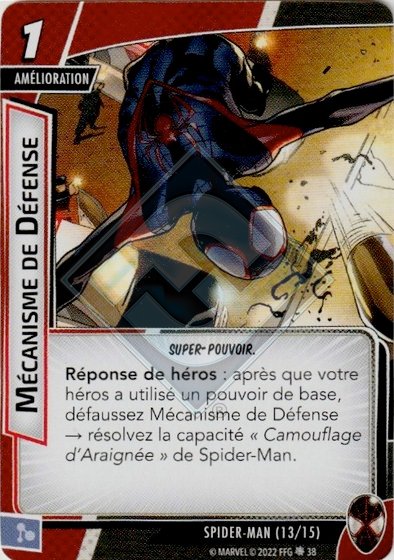 1
AMÉLIORATION
MÉCANISME DE DÉFENSE
SUPER-POUVOIR.
Réponse de héros : après que votre
héros a utilisé un pouvoir de base,
défaussez Mécanisme de Défense
→ résolvez la capacité « Camouflage
d’Araignée » de Spider-Man.
SPIDER-MAN (13/15)
© MARVEL © 2022 FFG 38